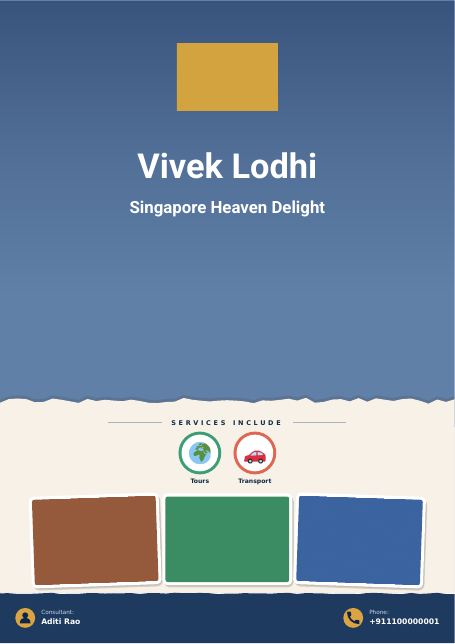 Vivek Lodhi
Singapore Heaven Delight
SERVICES INCLUDE
Tours
Transport
Consultant:
Aditi Rao
Phone:
+911100000001